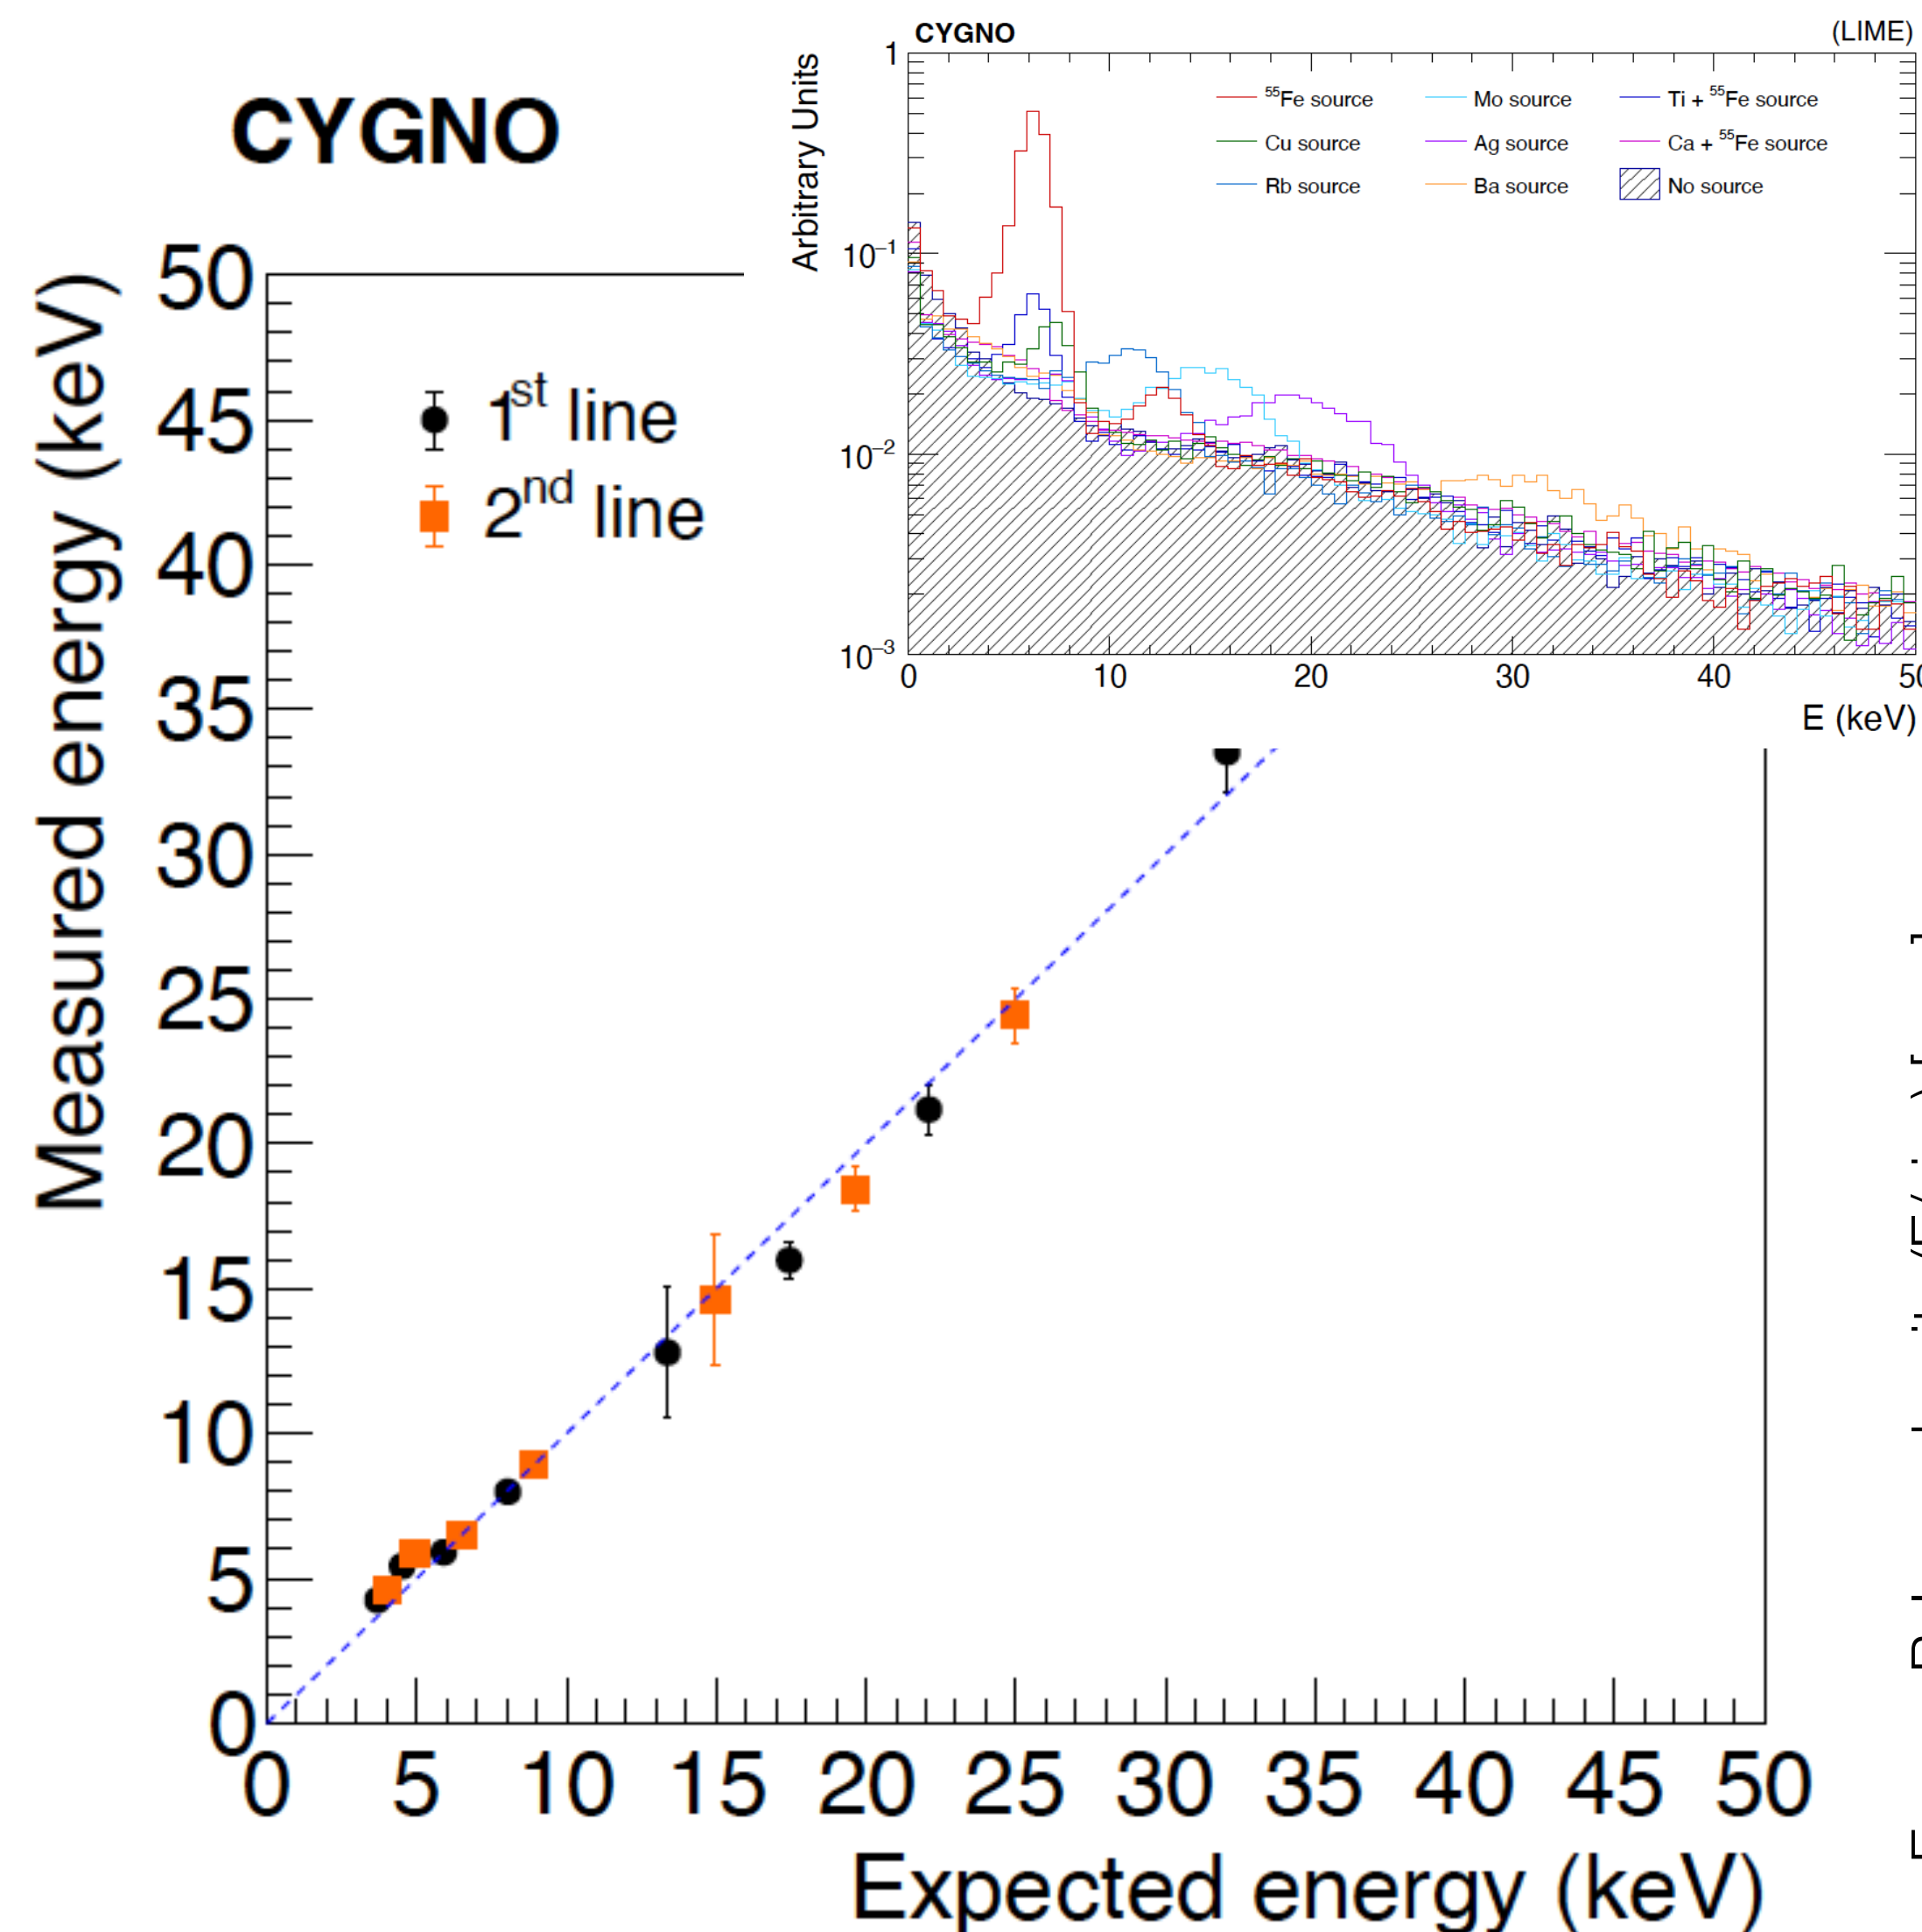 CYGNO
Measured energy (keV)
50
45
40
35
30
25
20
15
10
5
0
1st line
2nd line
0 5 10 15 20 25 30 35 40 45 50
Expected energy (keV)
CYGNO
(LIME)
Arbitrary Units
1
10−1
10−2
10−3
55Fe source
Mo source
Ti + 55Fe source
Cu source
Ag source
Ca + 55Fe source
Rb source
Ba source
No source
0 10 20 30 40
E (keV)